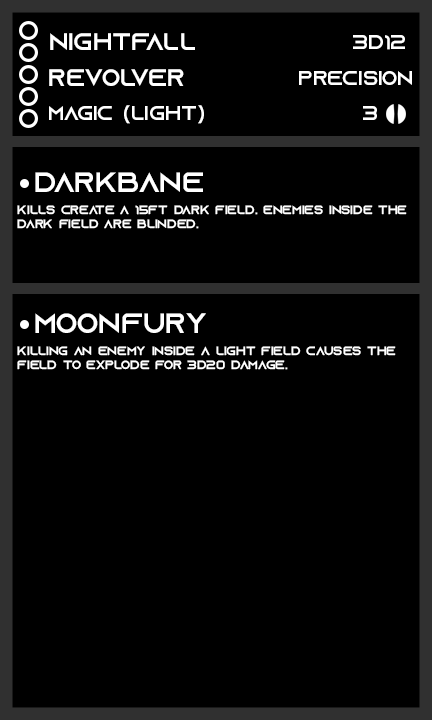 NIGHTFALL 3D12
REVOLVER PRECISION
MAGIC (LIGHT) 3
•DARKBANE
KILLS CREATE A 15FT DARK FIELD. ENEMIES INSIDE THE
DARK FIELD ARE BLINDED.
•MOONFURY
KILLING AN ENEMY INSIDE A LIGHT FIELD CAUSES THE
FIELD TO EXPLODE FOR 3D20 DAMAGE.